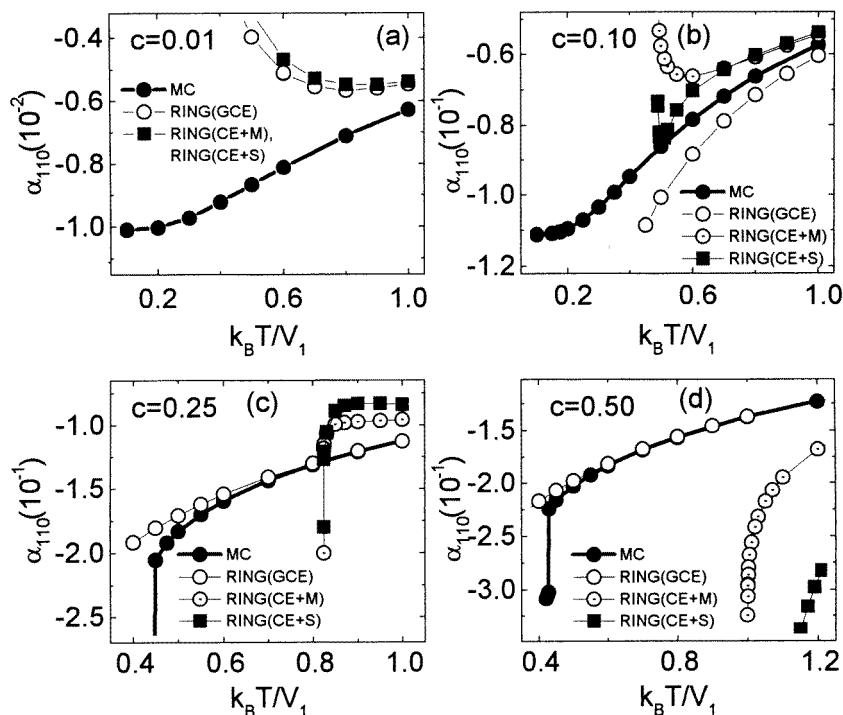 c=0.01 (a)
α110(10-2)
-0.4
-0.6
-0.8
-1.0
MC
RING(GCE)
RING(CE+M),
RING(CE+S)
0.2 0.6 1.0
kBT/V1
c=0.10 (b)
α110(10-2)
-0.6
-0.8
-1.0
-1.2
MC
RING(GCE)
RING(CE+M)
RING(CE+S)
0.2 0.6 1.0
kBT/V1
c=0.25 (c)
α110(10-1)
-1.0
-1.5
-2.0
-2.5
MC
RING(GCE)
RING(CE+M)
RING(CE+S)
0.4 0.6 0.8 1.0
kBT/V1
c=0.50 (d)
α110(10-1)
-1.5
-2.0
-2.5
-3.0
MC
RING(GCE)
RING(CE+M)
RING(CE+S)
0.4 0.8 1.2
kBT/V1